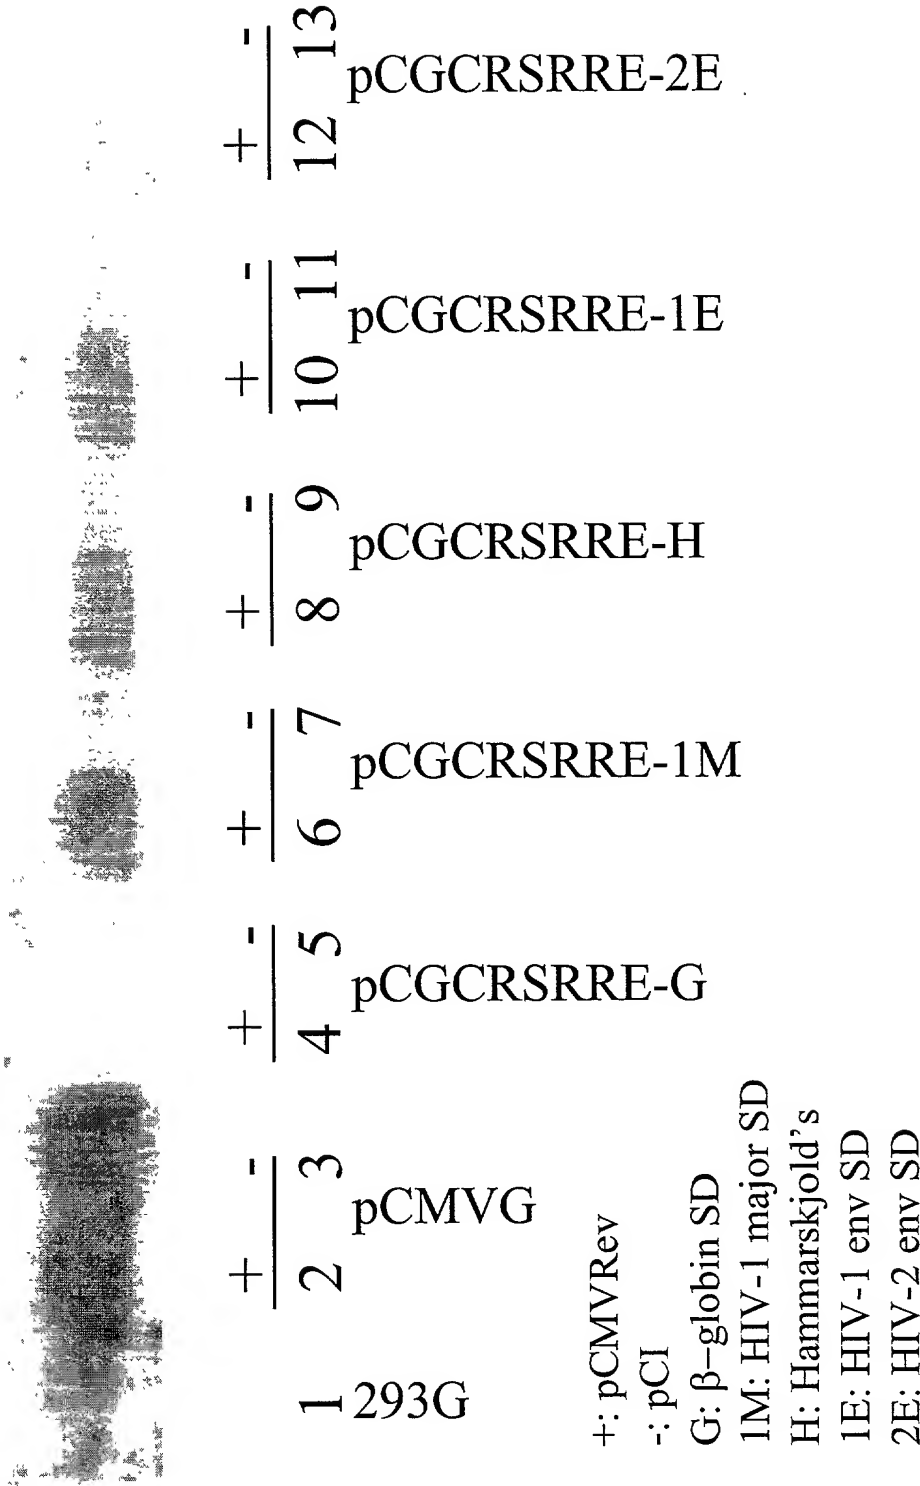 + - + - + - + - + - + -
1 2 3 4 5 6 7 8 9 10 11 12 13
293G pCMVG pCGCRSRRE-G pCGCRSRRE-1M pCGCRSRRE-H pCGCRSRRE-1E pCGCRSRRE-2E
+: pCMVRev
-: pCI
G: β–globin SD
1M: HIV-1 major SD
H: Hammarskjold's
1E: HIV-1 env SD
2E: HIV-2 env SD